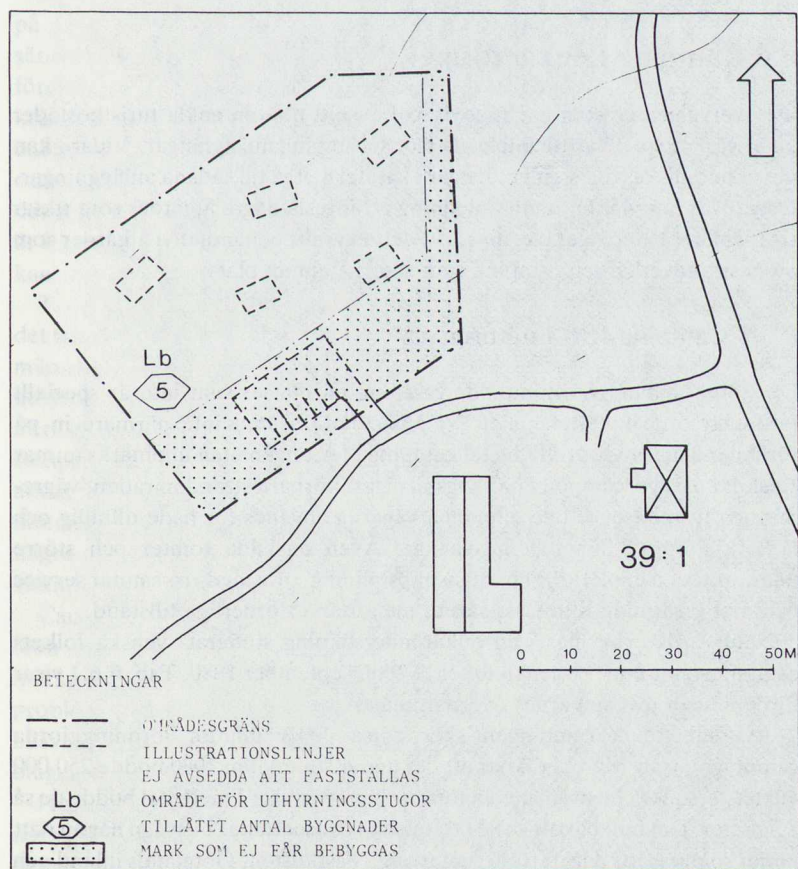 Lb
5
39:1
0 10 20 30 40 50M
BETECKNINGAR
OMRÅDESGRÄNS
ILLUSTRATIONSLINJER
EJ AVSEDDA ATT FASTSTÄLLAS
Lb OMRÅDE FÖR UTHYRNINGSSTUGOR
5 TILLÅTET ANTAL BYGGNADER
MARK SOM EJ FÅR BEBYGGAS